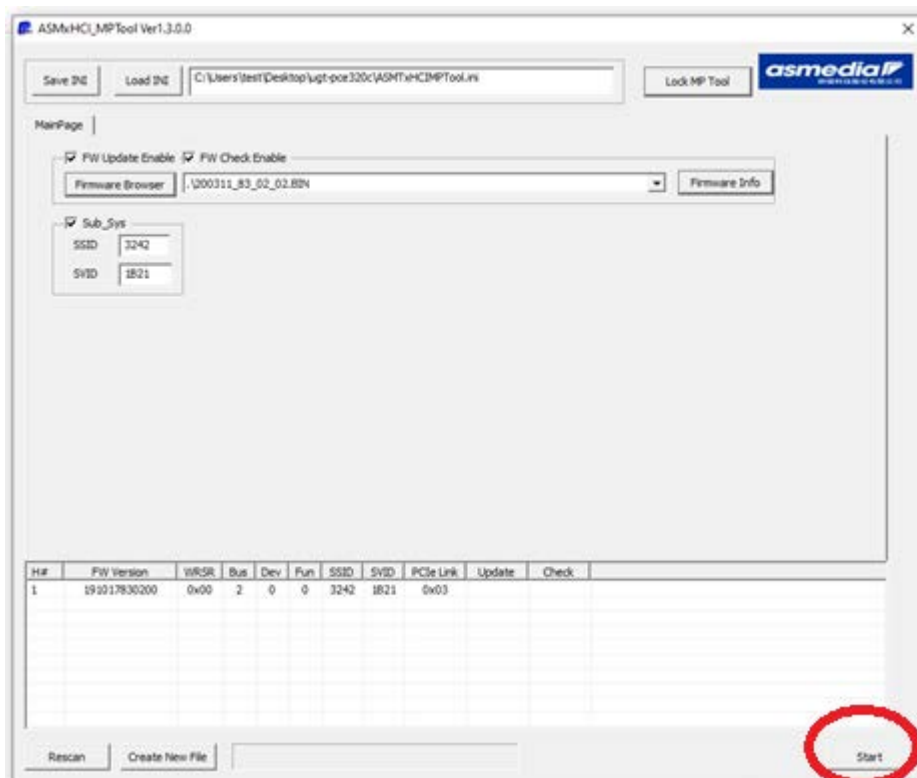 ASMxHCI_MPTool Ver1.3.0.0
Save INI Load INI C:\Users\test\Desktop\ugt-pce320c\ASMTxHCIMPTool.ini Lock MP Tool asmedia
MainPage
FW Update Enable FW Check Enable
Firmware Browser .\200311_83_02_02.BIN Firmware Info
Sub_Sys
SSID 3242
SVID 1B21
H# FW Version WRSR Bus Dev Fun SSID SVID PCIe Link Update Check
1 191017830200 0x00 2 0 0 3242 1B21 0x03
Rescan Create New File Start